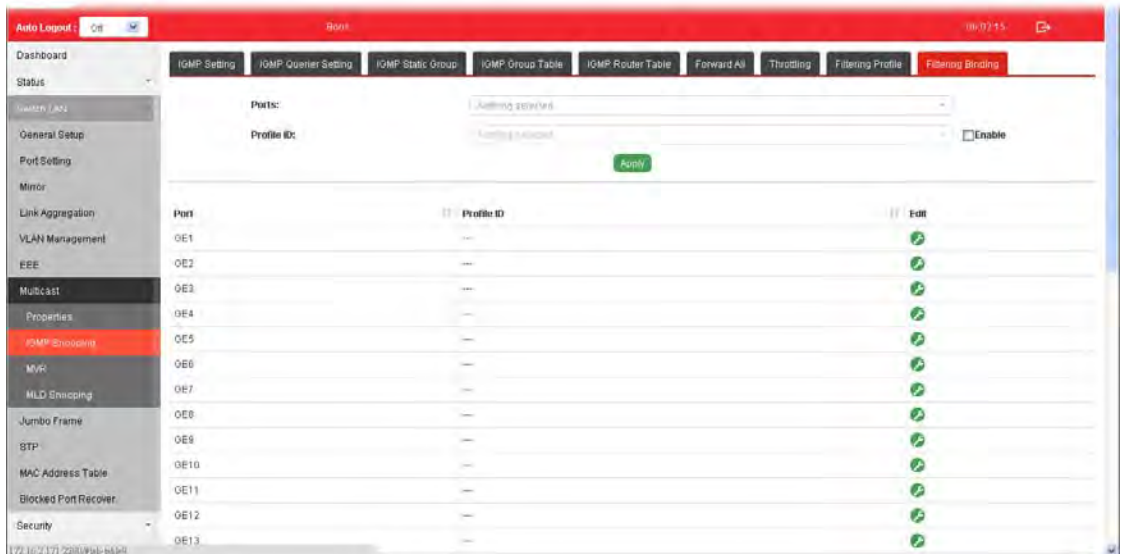 Auto Logout : Off
Dashboard
Status
Switch LAN
General Setup
Port Setting
Mirror
Link Aggregation
VLAN Management
EEE
Multicast
Properties
IGMP Snooping
MVR
MLD Snooping
Jumbo Frame
STP
MAC Address Table
Blocked Port Recover.
Security
IGMP Setting IGMP Querier Setting IGMP Static Group IGMP Group Table IGMP Router Table Forward All Throttling Filtering Profile Filtering Binding
Ports: Nothing selected
Profile ID: Nothing selected Enable
Apply
Port Profile ID Edit
GE1 ---
GE2 ---
GE3 ---
GE4 ---
GE5 ---
GE6 ---
GE7 ---
GE8 ---
GE9 ---
GE10 ---
GE11 ---
GE12 ---
GE13 ---